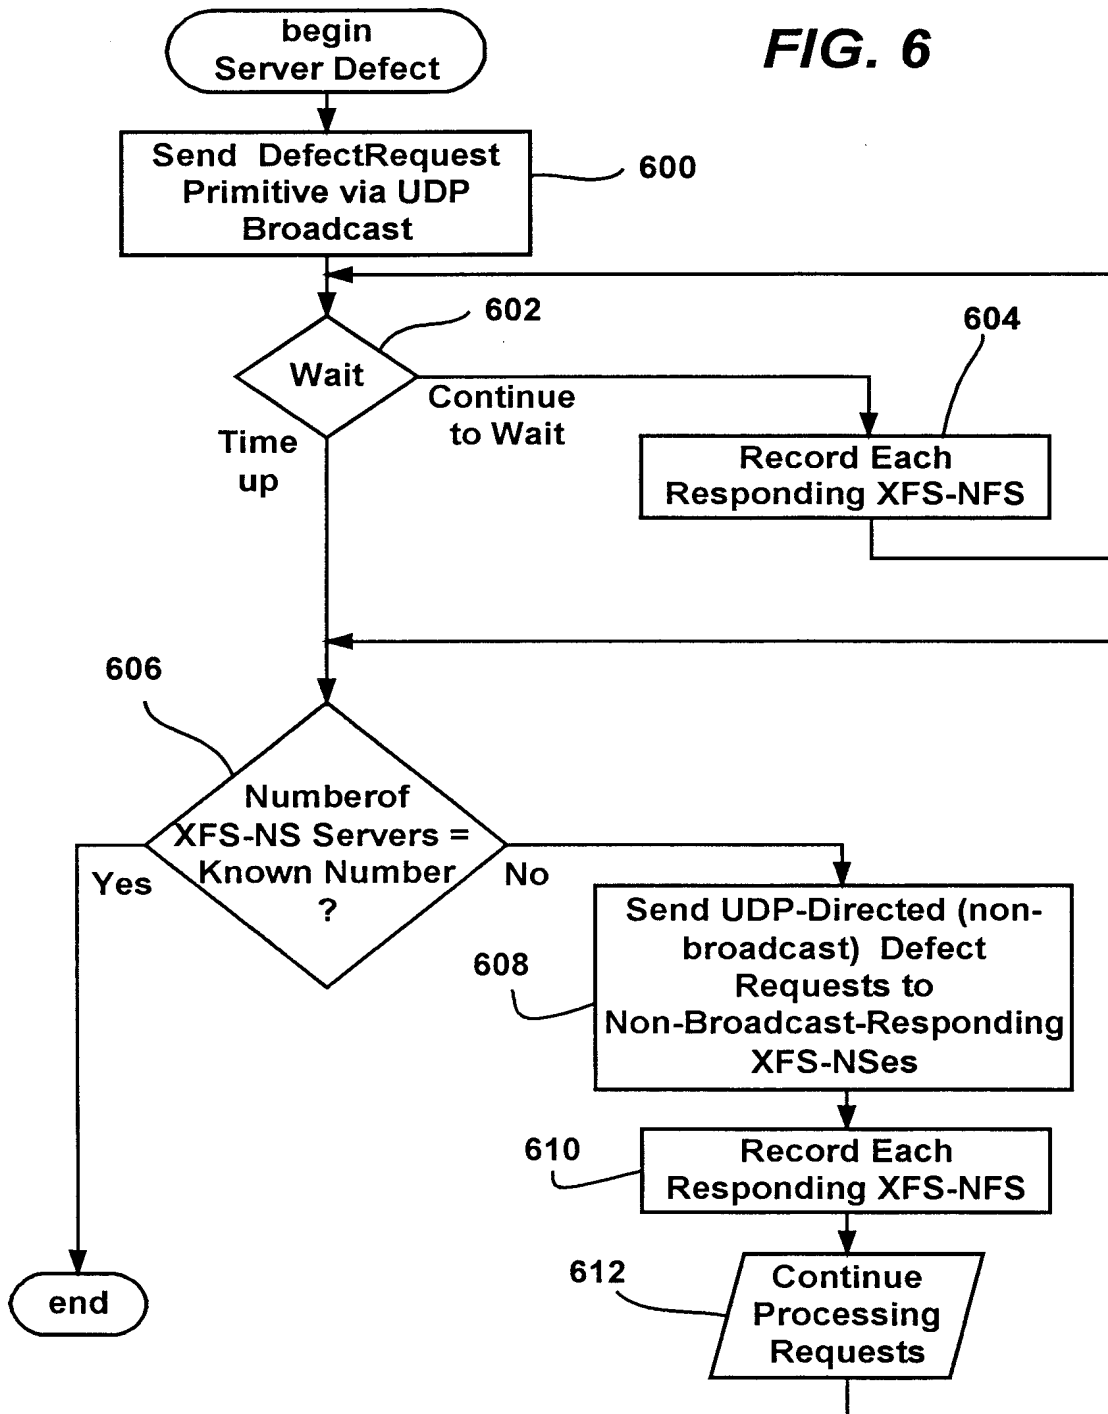 begin
Server Defect
FIG. 6
Send DefectRequest
Primitive via UDP
Broadcast
600
602
Wait
Continue
to Wait
Time
up
604
Record Each
Responding XFS-NFS
606
Numberof
XFS-NS Servers =
Known Number
?
Yes
No
608
Send UDP-Directed (non-
broadcast) Defect
Requests to
Non-Broadcast-Responding
XFS-NSes
610
Record Each
Responding XFS-NFS
612
Continue
Processing
Requests
end